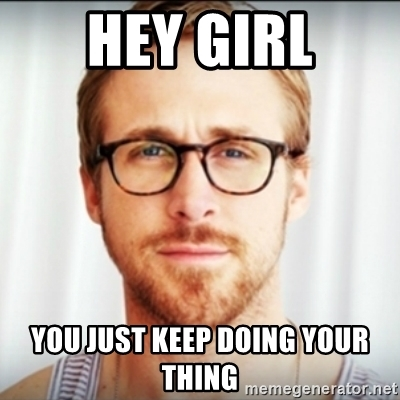 HEY GIRL
YOU JUST KEEP DOING YOUR
THING
memegenerator.net